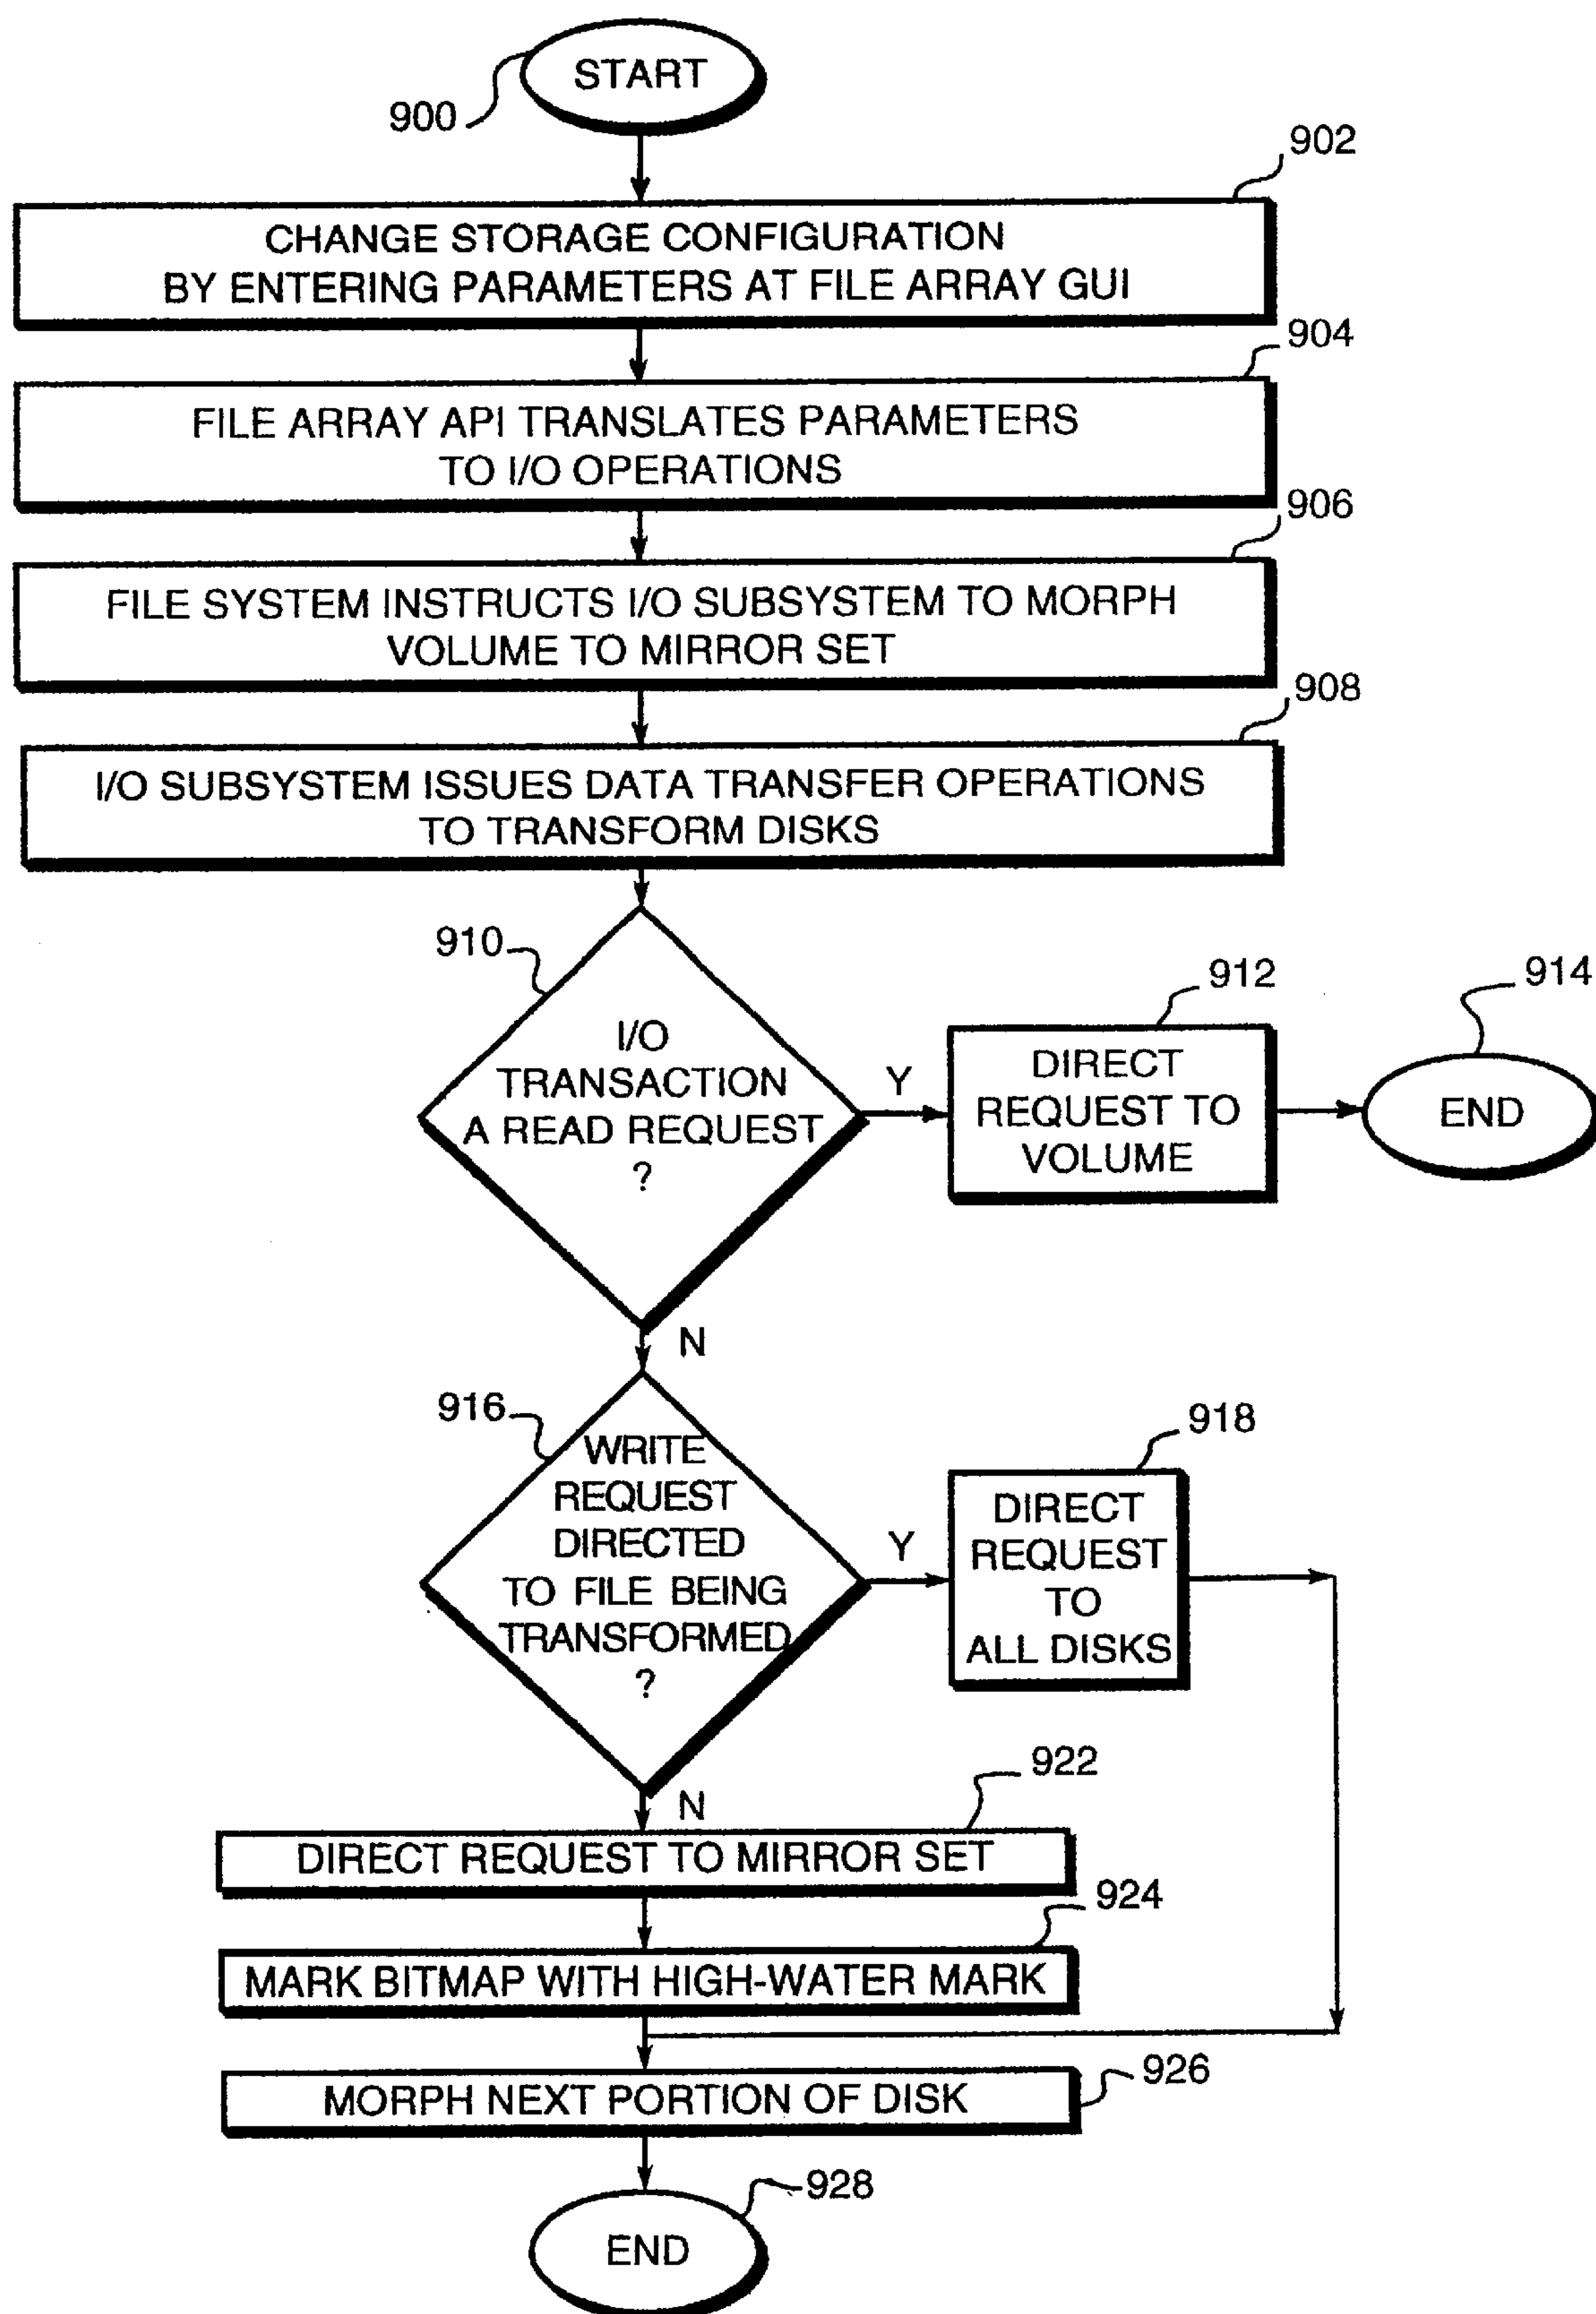 START
900
902
CHANGE STORAGE CONFIGURATION
BY ENTERING PARAMETERS AT FILE ARRAY GUI
904
FILE ARRAY API TRANSLATES PARAMETERS
TO I/O OPERATIONS
906
FILE SYSTEM INSTRUCTS I/O SUBSYSTEM TO MORPH
VOLUME TO MIRROR SET
908
I/O SUBSYSTEM ISSUES DATA TRANSFER OPERATIONS
TO TRANSFORM DISKS
910
I/O
TRANSACTION
A READ REQUEST
?
Y
912
DIRECT
REQUEST TO
VOLUME
914
END
N
916
WRITE
REQUEST
DIRECTED
TO FILE BEING
TRANSFORMED
?
Y
918
DIRECT
REQUEST
TO
ALL DISKS
N
922
DIRECT REQUEST TO MIRROR SET
924
MARK BITMAP WITH HIGH-WATER MARK
926
MORPH NEXT PORTION OF DISK
928
END